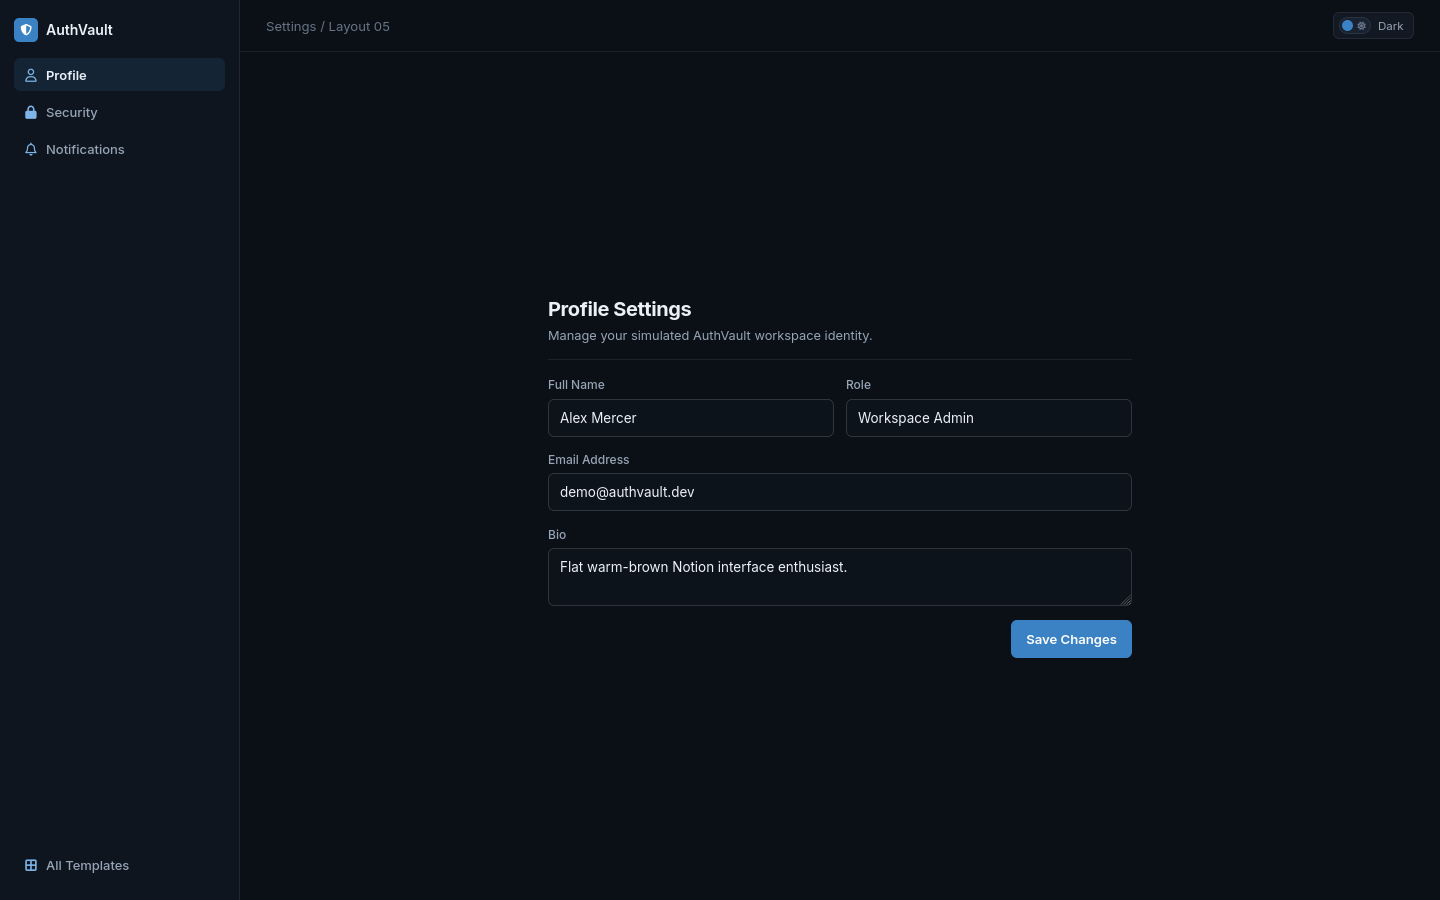 AuthVault
Profile
Security
Notifications
All Templates
Settings / Layout 05
Dark
Profile Settings
Manage your simulated AuthVault workspace identity.
Full Name
Role
Alex Mercer
Workspace Admin
Email Address
demo@authvault.dev
Bio
Flat warm-brown Notion interface enthusiast.
Save Changes